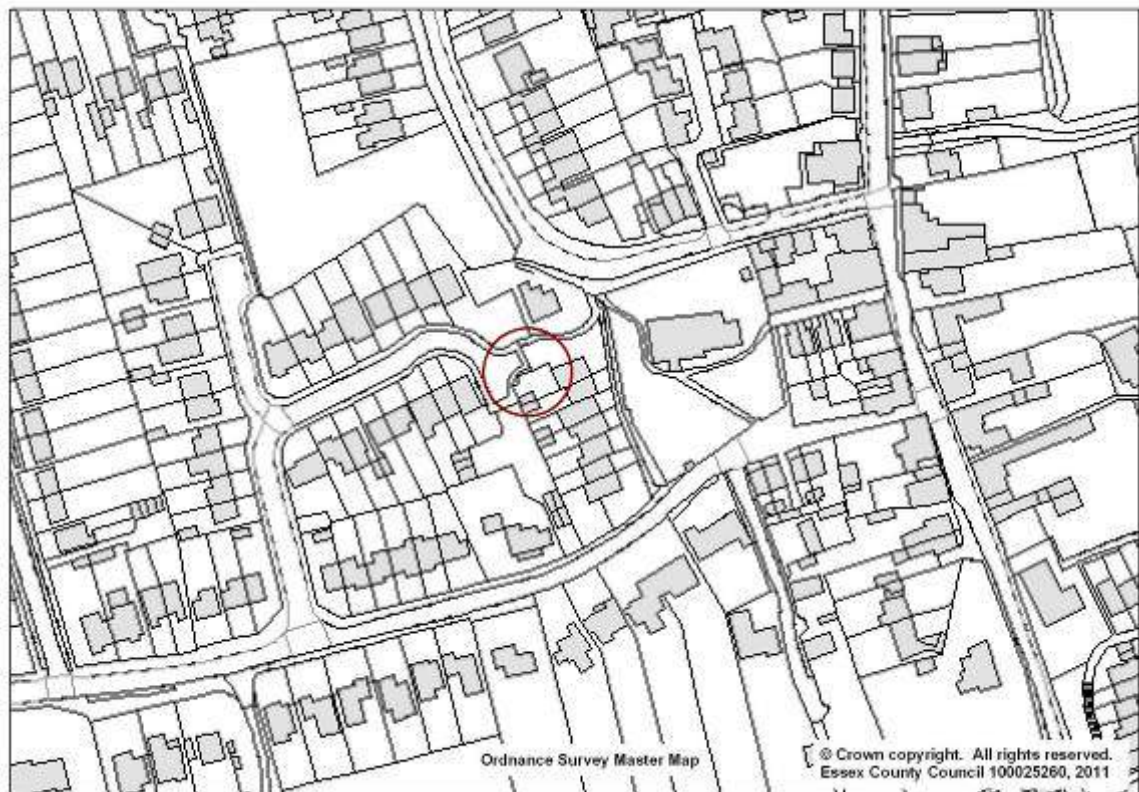 Ordnance Survey Master Map
© Crown copyright. All rights reserved.
Essex County Council 100025260, 2011